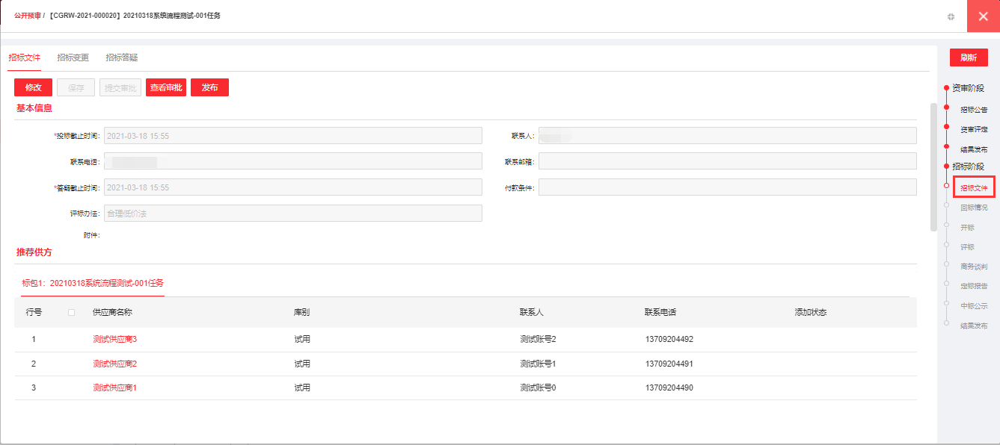 公开预审 / 【CGRW-2021-000020】20210318系统流程测试-001任务
招标文件 招标变更 招标答疑
修改 保存 提交审批 查看审批 发布
基本信息
*投标截止时间: 2021-03-18 15:55 联系人:
联系电话: 联系邮箱:
*答疑截止时间: 2021-03-18 15:55 付款条件:
评标办法: 合理低价法
附件:
推荐供方
标包1: 20210318系统流程测试-001任务
行号 供应商名称 库别 联系人 联系电话 添加状态
1 测试供应商3 试用 测试账号2 13709204492
2 测试供应商2 试用 测试账号1 13709204491
3 测试供应商1 试用 测试账号0 13709204490
刷新
资审阶段
招标公告
资审评定
结果发布
招标阶段
招标文件
回标情况
开标
评标
商务谈判
定标报告
中标公示
结果发布